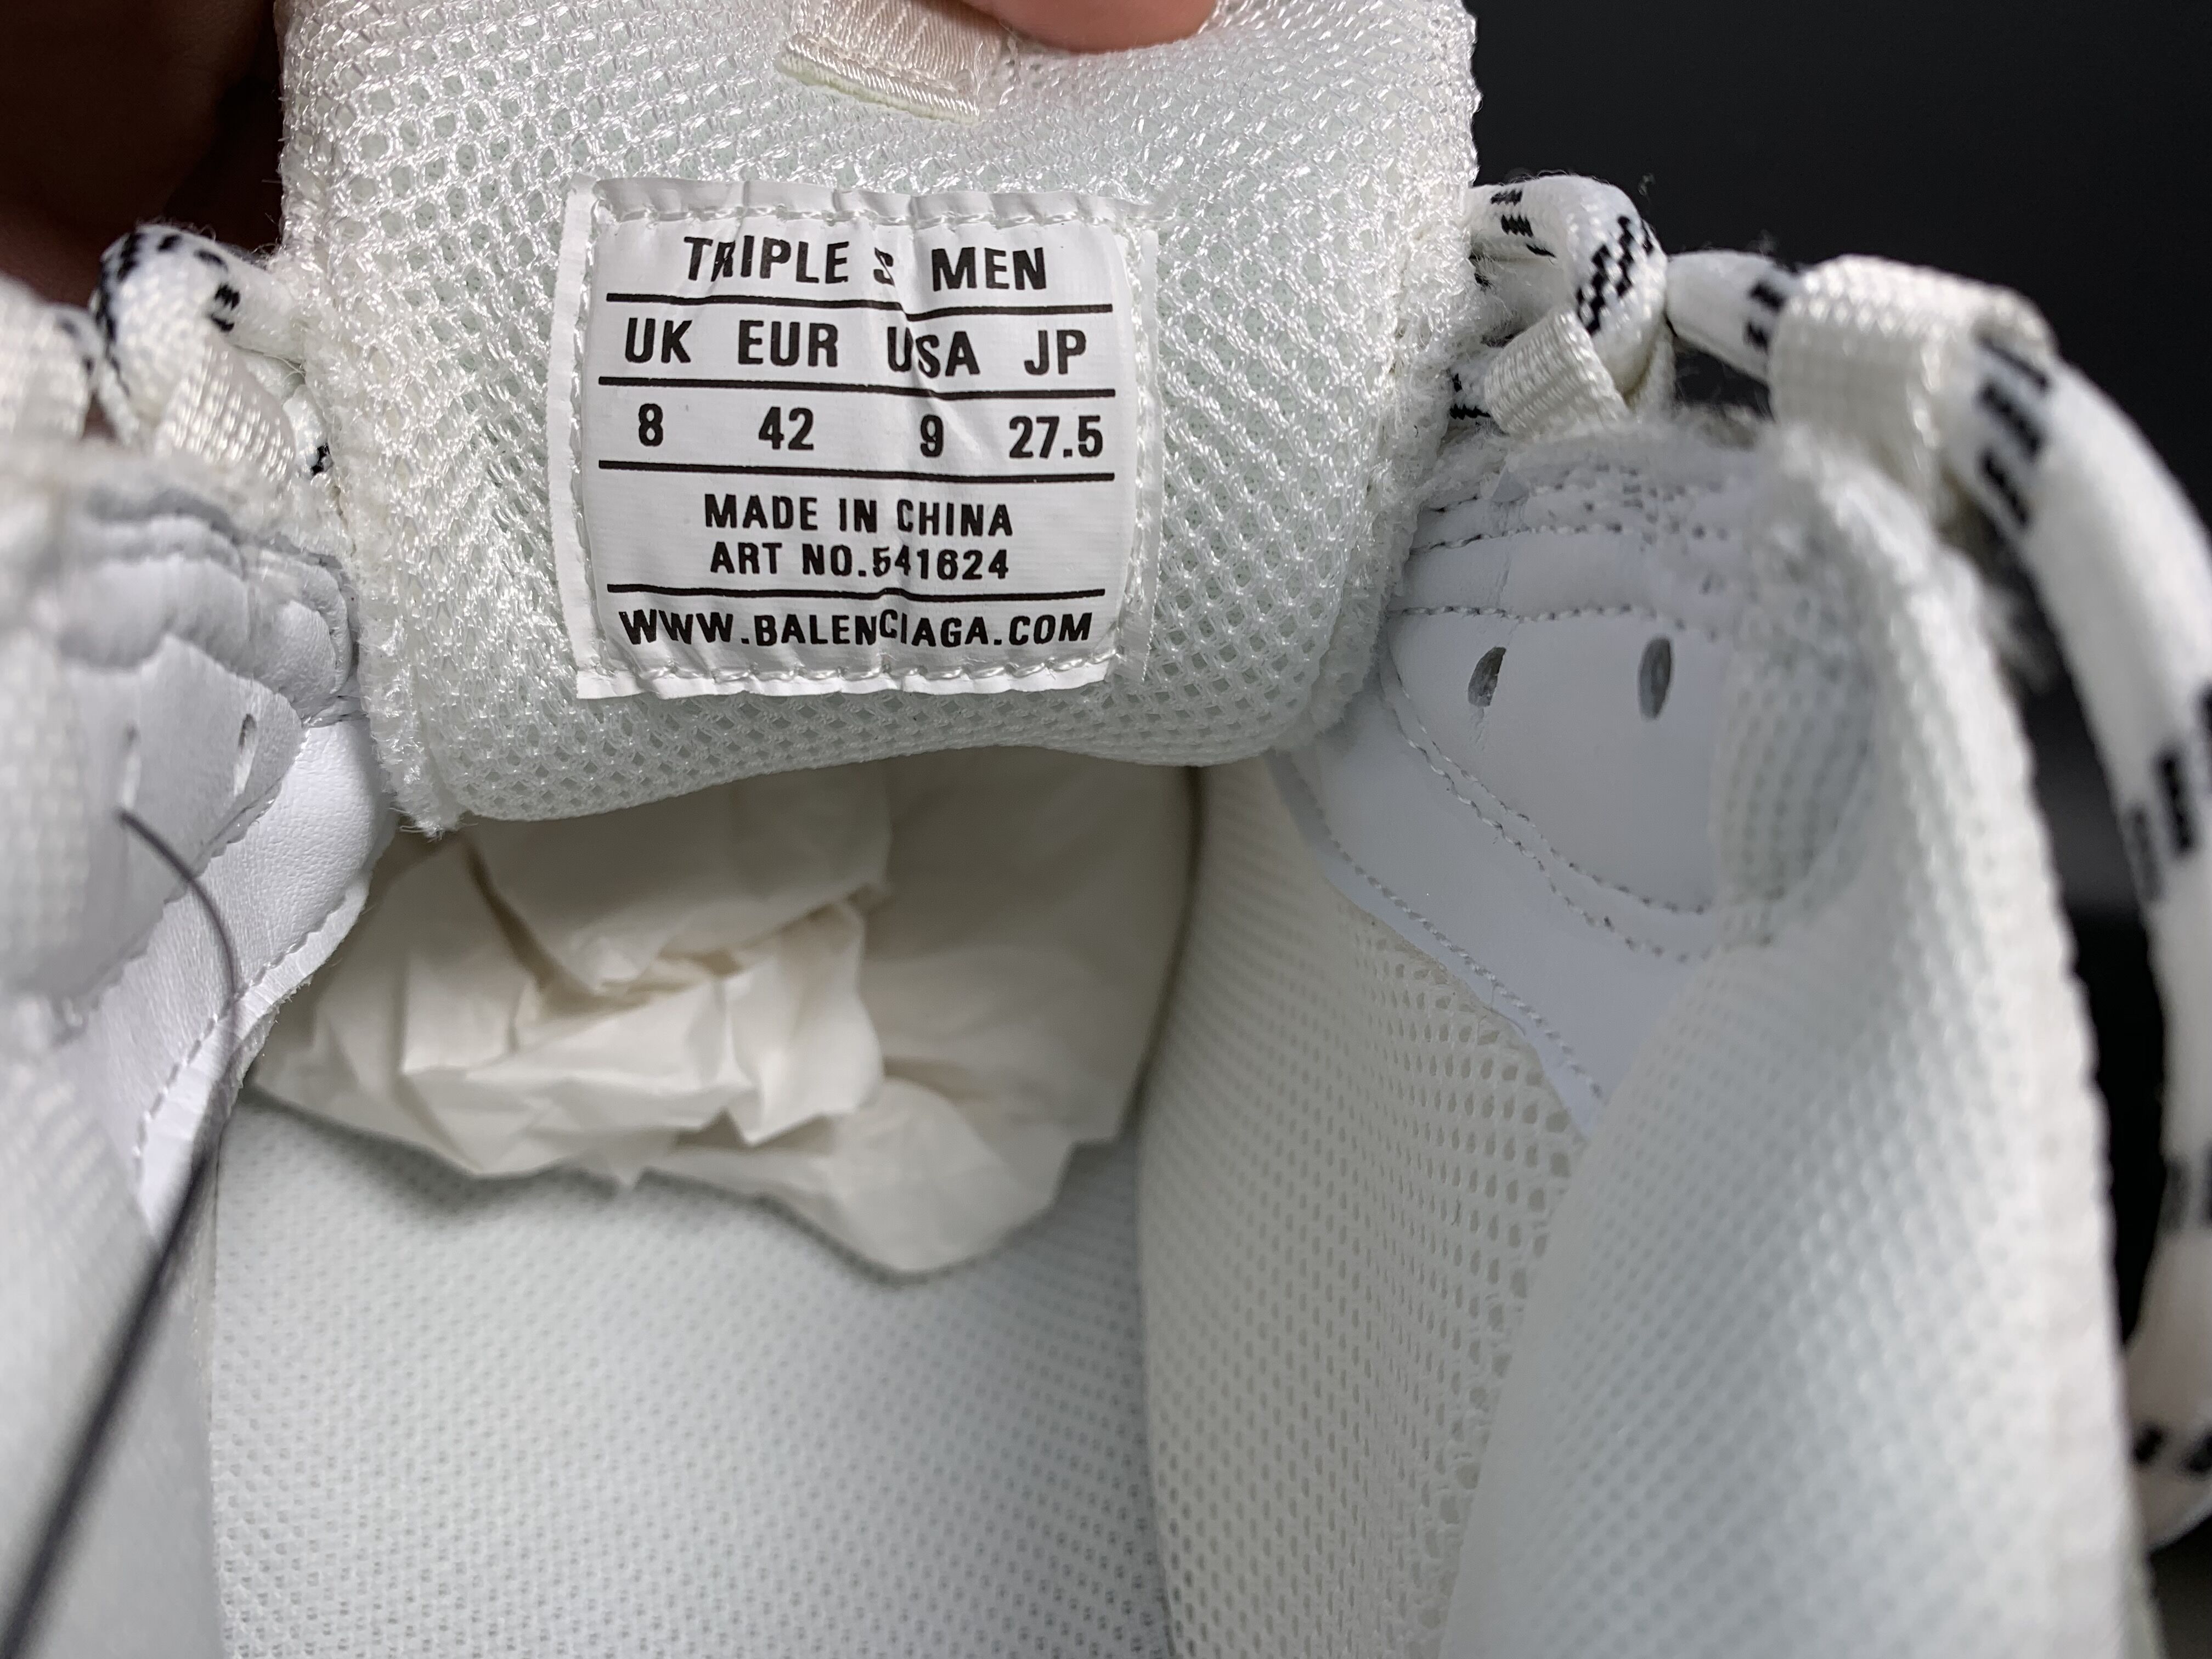 TRIPLE S MEN
UK EUR USA JP
8 42 9 27.5
MADE IN CHINA
ART NO.541624
WWW.BALENCIAGA.COM